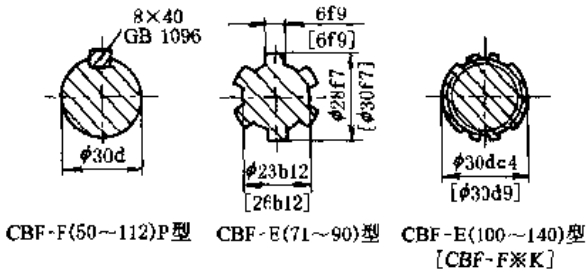 8×40
GB 1096
ϕ30d
CBF-F(50～112)P型
6f9
[6f9]
ϕ28f7
[ϕ30f7]
ϕ23b12
[26b12]
CBF-E(71～90)型
ϕ30dc4
[ϕ30d9]
CBF-E(100～140)型
[CBF-F※K]